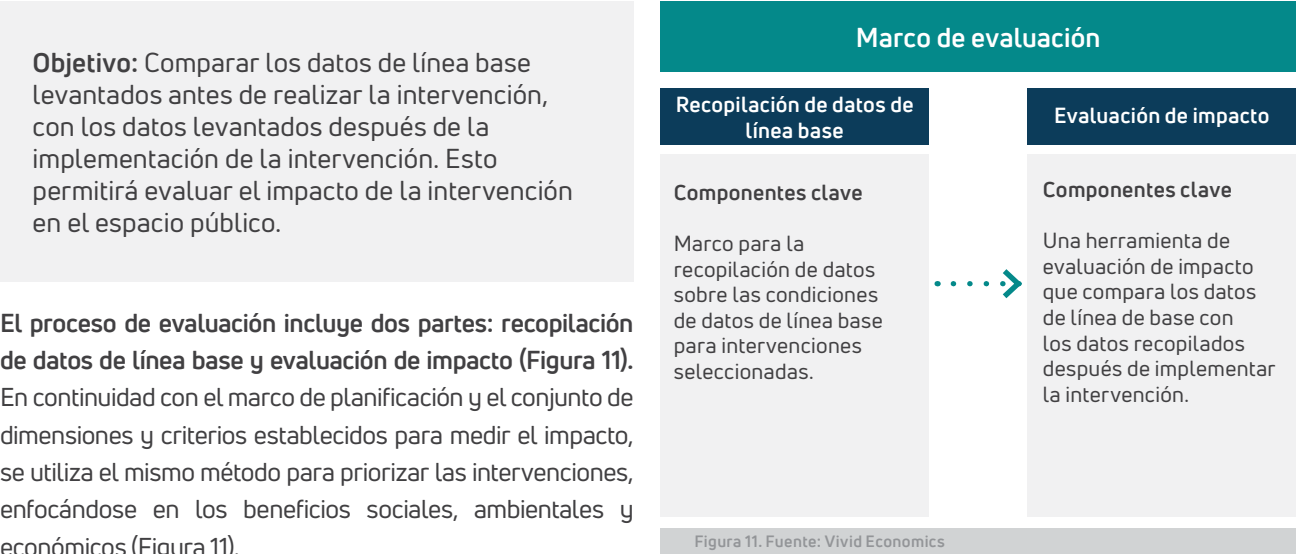 Objetivo: Comparar los datos de línea base
levantados antes de realizar la intervención,
con los datos levantados después de la
implementación de la intervención. Esto
permitirá evaluar el impacto de la intervención
en el espacio público.
El proceso de evaluación incluye dos partes: recopilación
de datos de línea base y evaluación de impacto (Figura 11).
En continuidad con el marco de planificación y el conjunto de
dimensiones y criterios establecidos para medir el impacto,
se utiliza el mismo método para priorizar las intervenciones,
enfocándose en los beneficios sociales, ambientales y
económicos (Figura 11).
Marco de evaluación
Recopilación de datos de
línea base
Componentes clave
Marco para la
recopilación de datos
sobre las condiciones
de datos de línea base
para intervenciones
seleccionadas.
Evaluación de impacto
Componentes clave
Una herramienta de
evaluación de impacto
que compara los datos
de línea de base con
los datos recopilados
después de implementar
la intervención.
Figura 11. Fuente: Vivid Economics